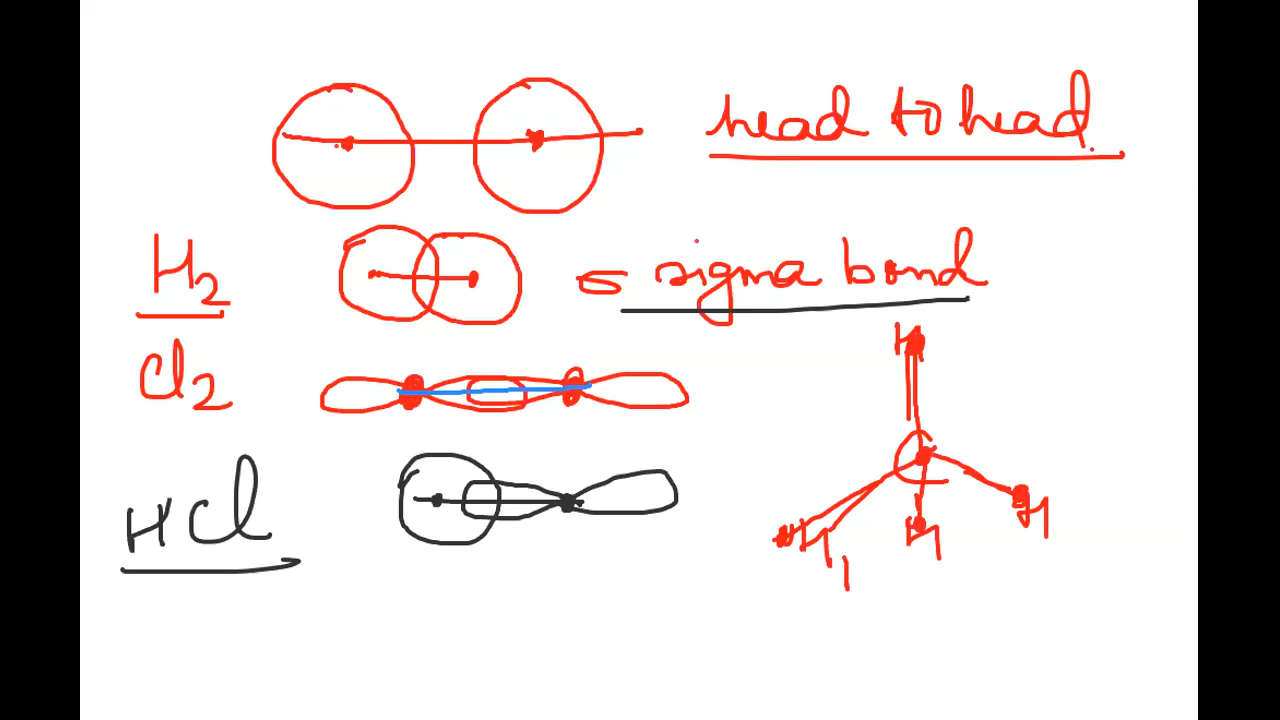 head to head
H2
σ sigma bond
Cl2
H
HCl
H
H
H